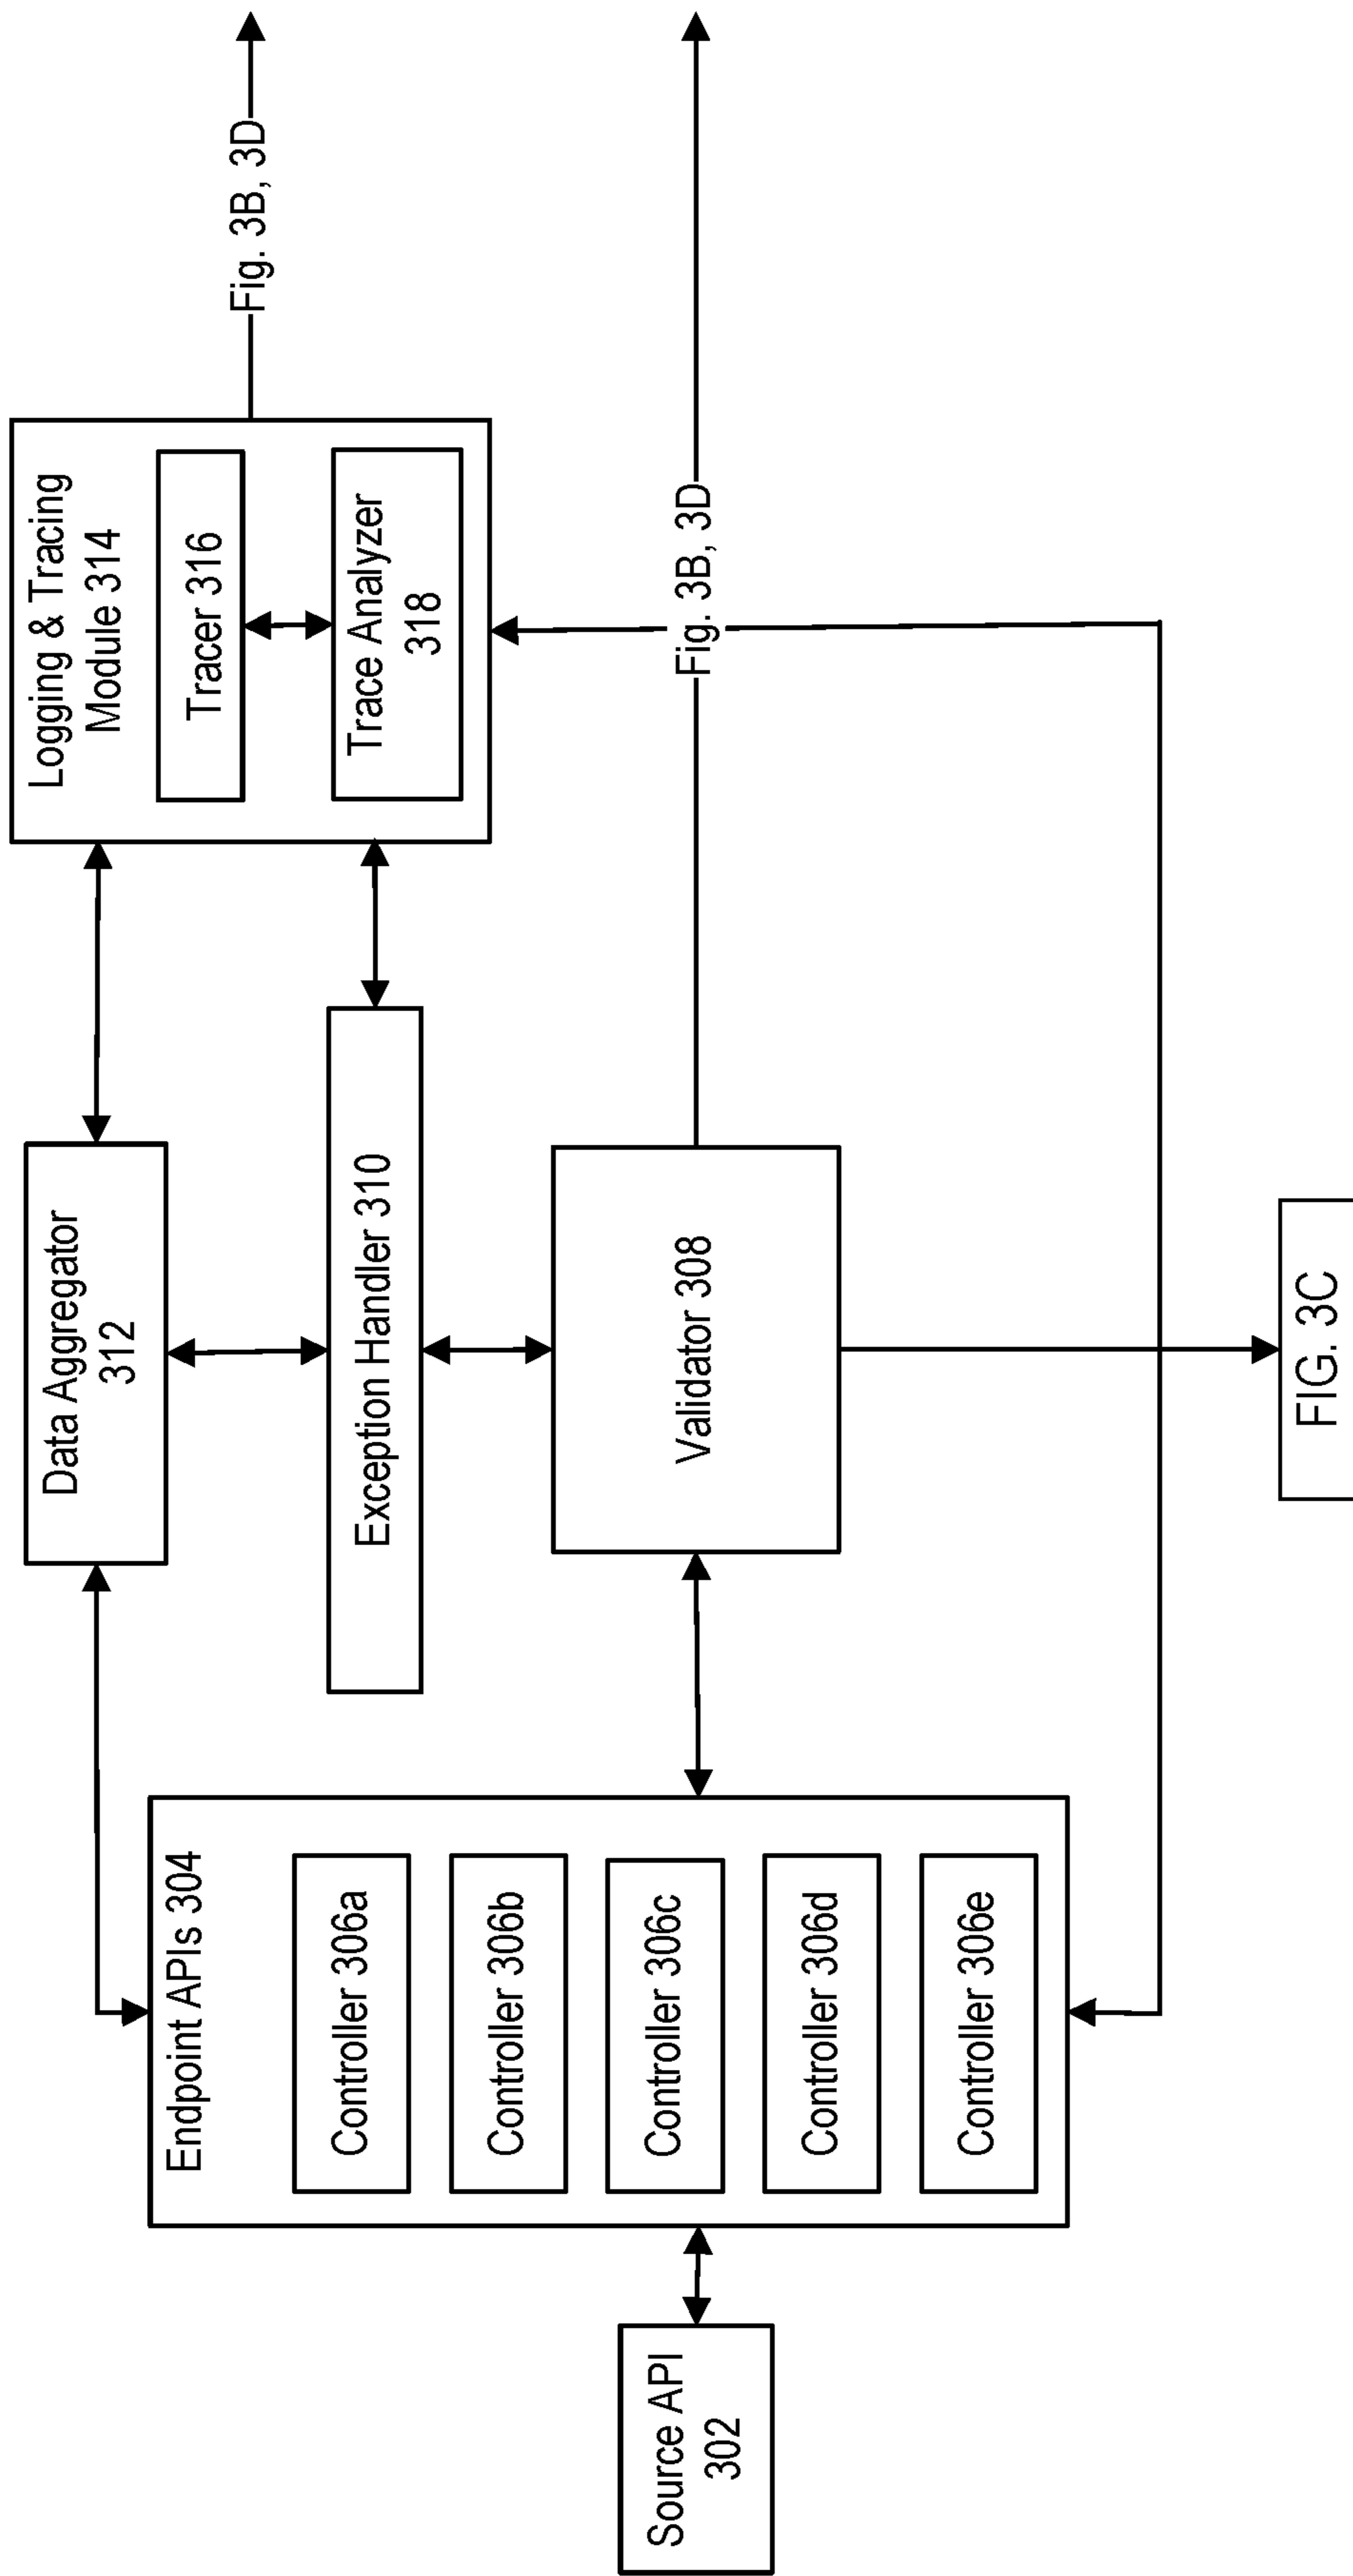 Source API
302
Endpoint APIs 304
Controller 306a
Controller 306b
Controller 306c
Controller 306d
Controller 306e
Data Aggregator
312
Exception Handler 310
Validator 308
Logging & Tracing
Module 314
Tracer 316
Trace Analyzer
318
Fig. 3B, 3D
Fig. 3B, 3D
FIG. 3C